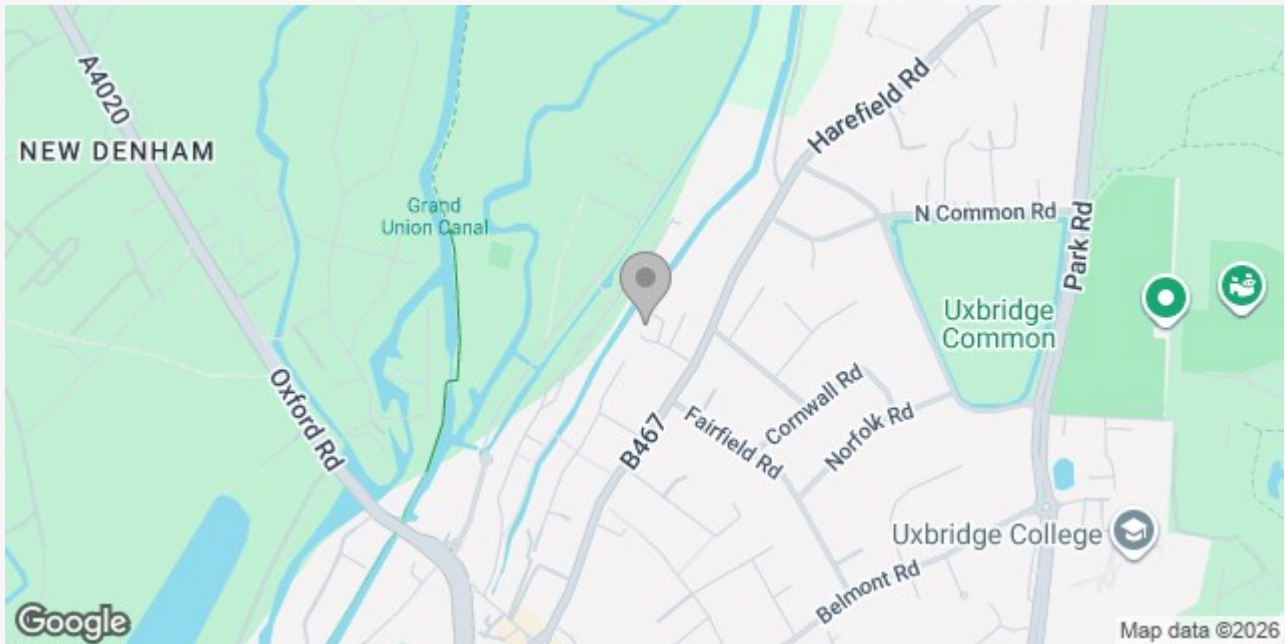 A4020
NEW DENHAM
Grand
Union Canal
Harefield Rd
N Common Rd
Park Rd
Uxbridge
Common
Oxford Rd
B467
Cornwall Rd
Norfolk Rd
Fairfield Rd
Uxbridge College
Belmont Rd
Google
Map data ©2026